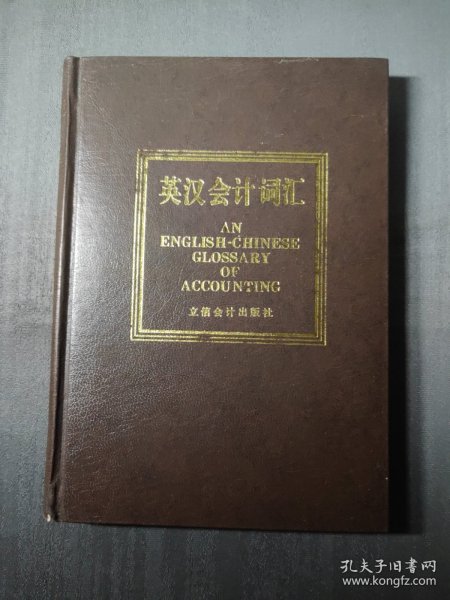 英汉会计词汇
AN
ENGLISH-CHINESE
GLOSSARY
OF
ACCOUNTING
立信会计出版社
孔夫子旧书网
www.kongfz.com